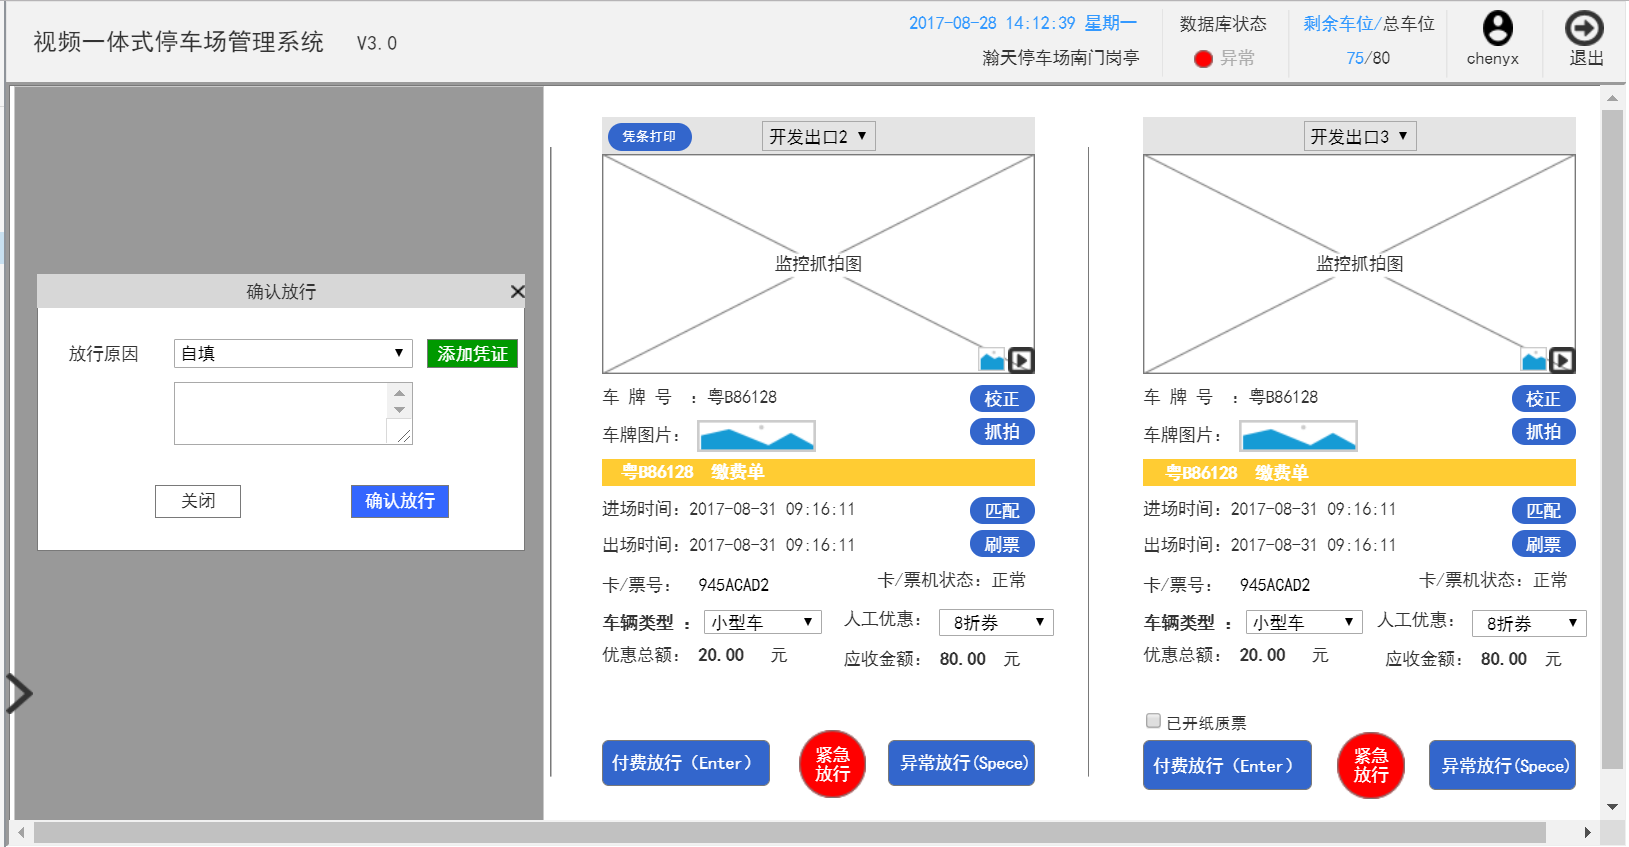 视频一体式停车场管理系统 V3.0
2017-08-28 14:12:39 星期一
瀚天停车场南门岗亭
数据库状态
异常
剩余车位/总车位
75/80
chenyx
退出
确认放行
放行原因
自填
添加凭证
关闭
确认放行
凭条打印
开发出口2
监控抓拍图
车 牌 号 ：粤B86128
校正
车牌图片：
抓拍
粤B86128 缴费单
进场时间：2017-08-31 09:16:11
匹配
出场时间：2017-08-31 09:16:11
刷票
卡/票号： 945ACAD2
卡/票机状态：正常
车辆类型 ： 小型车
人工优惠： 8折券
优惠总额： 20.00 元
应收金额： 80.00 元
付费放行（Enter）
紧急
放行
异常放行(Spece)
开发出口3
监控抓拍图
车 牌 号 ：粤B86128
校正
车牌图片：
抓拍
粤B86128 缴费单
进场时间：2017-08-31 09:16:11
匹配
出场时间：2017-08-31 09:16:11
刷票
卡/票号： 945ACAD2
卡/票机状态：正常
车辆类型 ： 小型车
人工优惠： 8折券
优惠总额： 20.00 元
应收金额： 80.00 元
已开纸质票
付费放行（Enter）
紧急
放行
异常放行(Spece)